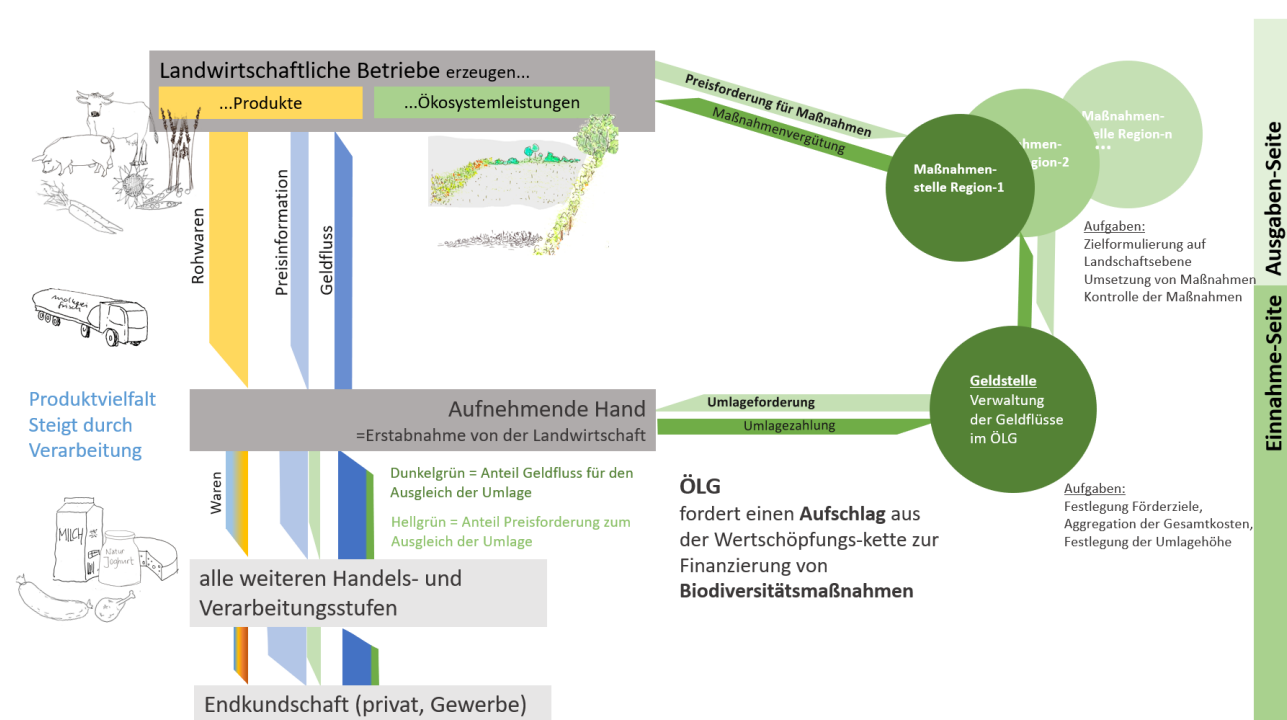 Landwirtschaftliche Betriebe erzeugen...
...Produkte
...Ökosystemleistungen
Preisforderung für Maßnahmen
Maßnahmenvergütung
Maßnahmen-
stelle Region-1
hmen-
gion-2
Maßnahmen-
elle Region-n
...
Aufgaben:
Zielformulierung auf
Landschaftsebene
Umsetzung von Maßnahmen
Kontrolle der Maßnahmen
Ausgaben-Seite
Einnahme-Seite
Rohwaren
Preisinformation
Geldfluss
molkerei
frisch
Produktvielfalt
Steigt durch
Verarbeitung
Aufnehmende Hand
=Erstabnahme von der Landwirtschaft
Umlageforderung
Umlagezahlung
Geldstelle
Verwaltung
der Geldflüsse
im ÖLG
Aufgaben:
Festlegung Förderziele,
Aggregation der Gesamtkosten,
Festlegung der Umlagehöhe
Waren
Dunkelgrün = Anteil Geldfluss für den
Ausgleich der Umlage
Hellgrün = Anteil Preisforderung zum
Ausgleich der Umlage
ÖLG
fordert einen Aufschlag aus
der Wertschöpfungs-kette zur
Finanzierung von
Biodiversitätsmaßnahmen
MILCH
Natur
Joghurt
alle weiteren Handels- und
Verarbeitungsstufen
Endkundschaft (privat, Gewerbe)